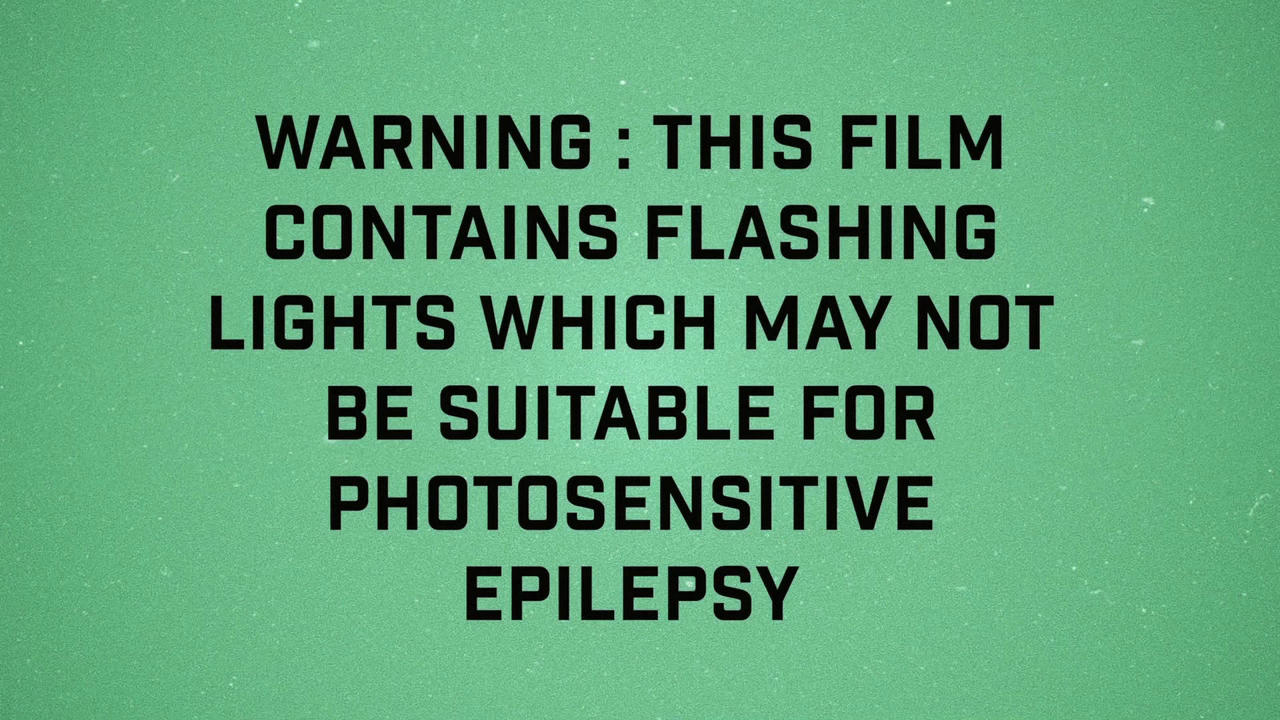 WARNING : THIS FILM
CONTAINS FLASHING
LIGHTS WHICH MAY NOT
BE SUITABLE FOR
PHOTOSENSITIVE
EPILEPSY